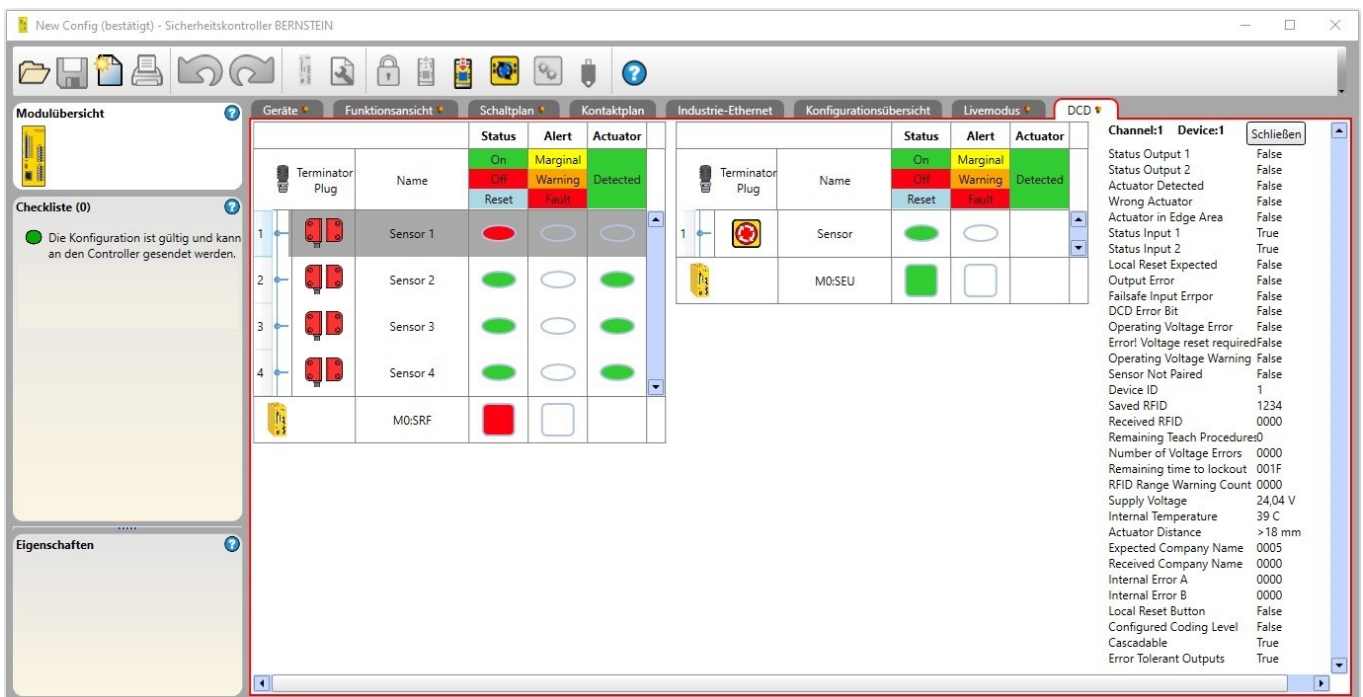 New Config (bestätigt) - Sicherheitskontroller BERNSTEIN
Modulübersicht
Checkliste (0)
Die Konfiguration ist gültig und kann
an den Controller gesendet werden.
Eigenschaften
Geräte Funktionsansicht Schaltplan Kontaktplan Industrie-Ethernet Konfigurationsübersicht Livemodus DCD
Status Alert Actuator
Terminator Plug Name On Off Reset Marginal Warning Fault Detected
1 Sensor 1
2 Sensor 2
3 Sensor 3
4 Sensor 4
M0:SRF
Status Alert Actuator
Terminator Plug Name On Off Reset Marginal Warning Fault Detected
1 Sensor
M0:SEU
Channel:1 Device:1 Schließen
Status Output 1 False
Status Output 2 False
Actuator Detected False
Wrong Actuator False
Actuator in Edge Area False
Status Input 1 True
Status Input 2 True
Local Reset Expected False
Output Error False
Failsafe Input Errpor False
DCD Error Bit False
Operating Voltage Error False
Error! Voltage reset required False
Operating Voltage Warning False
Sensor Not Paired False
Device ID 1
Saved RFID 1234
Received RFID 0000
Remaining Teach Procedures 0
Number of Voltage Errors 0000
Remaining time to lockout 001F
RFID Range Warning Count 0000
Supply Voltage 24,04 V
Internal Temperature 39 C
Actuator Distance >18 mm
Expected Company Name 0005
Received Company Name 0000
Internal Error A 0000
Internal Error B 0000
Local Reset Button False
Configured Coding Level False
Cascadable True
Error Tolerant Outputs True